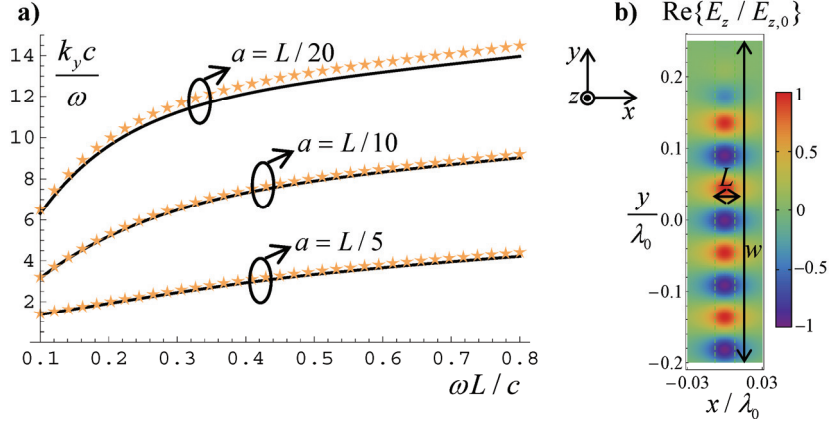 a)
k_y c / ω
14
12
10
8
6
4
2
0.1 0.2 0.3 0.4 0.5 0.6 0.7 0.8
ωL / c
a = L / 20
a = L / 10
a = L / 5
b) Re{E_z / E_{z,0}}
y
z
x
0.2
0.1
y / λ_0
0.0
−0.1
−0.2
−0.03 0.03
x / λ_0
L
w
1
0.5
0
−0.5
−1